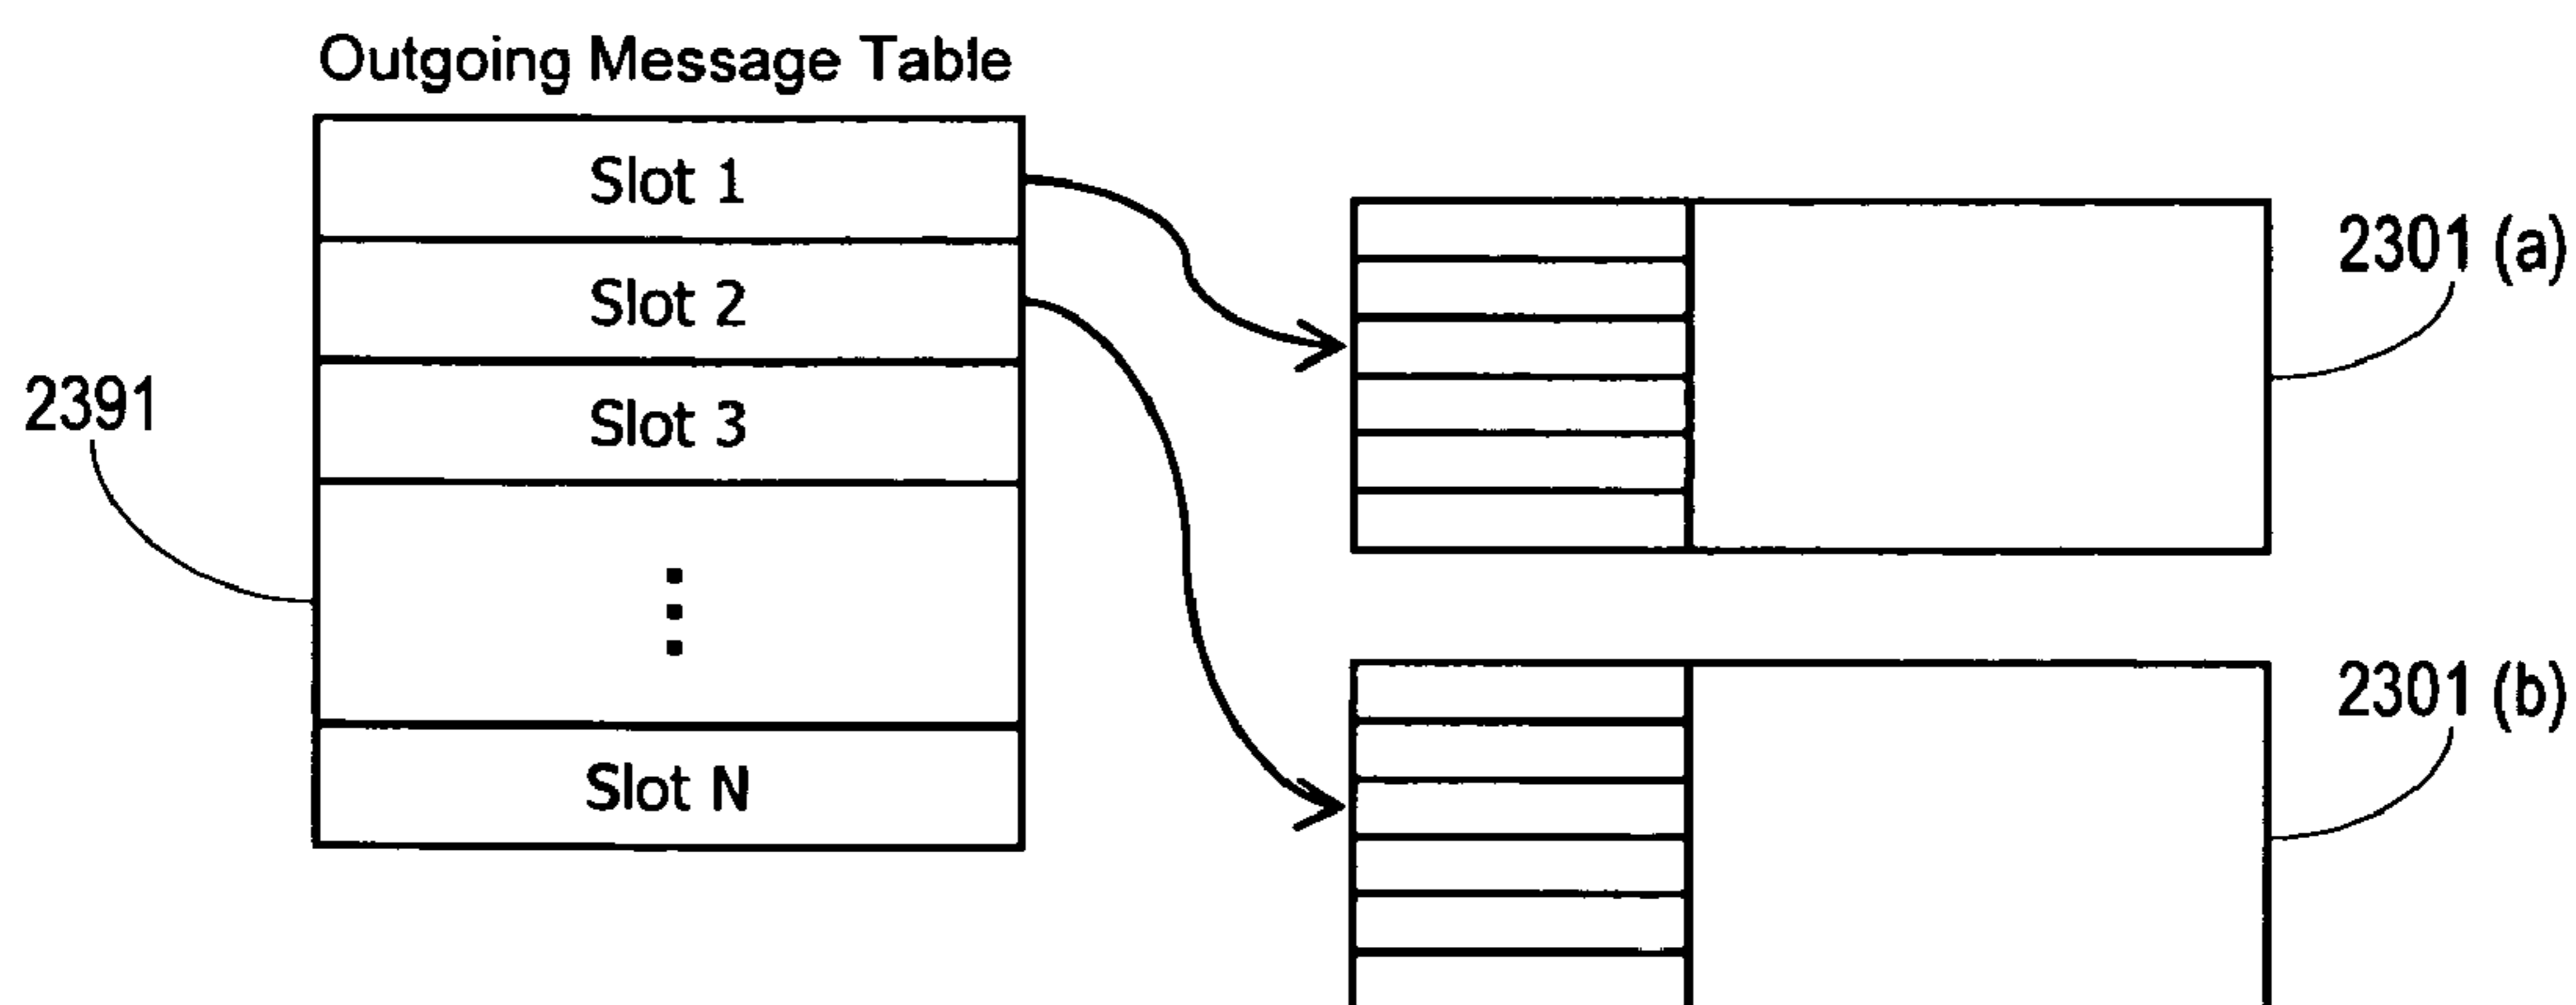 Outgoing Message Table
Slot 1
Slot 2
Slot 3
Slot N
2391
2301 (a)
2301 (b)